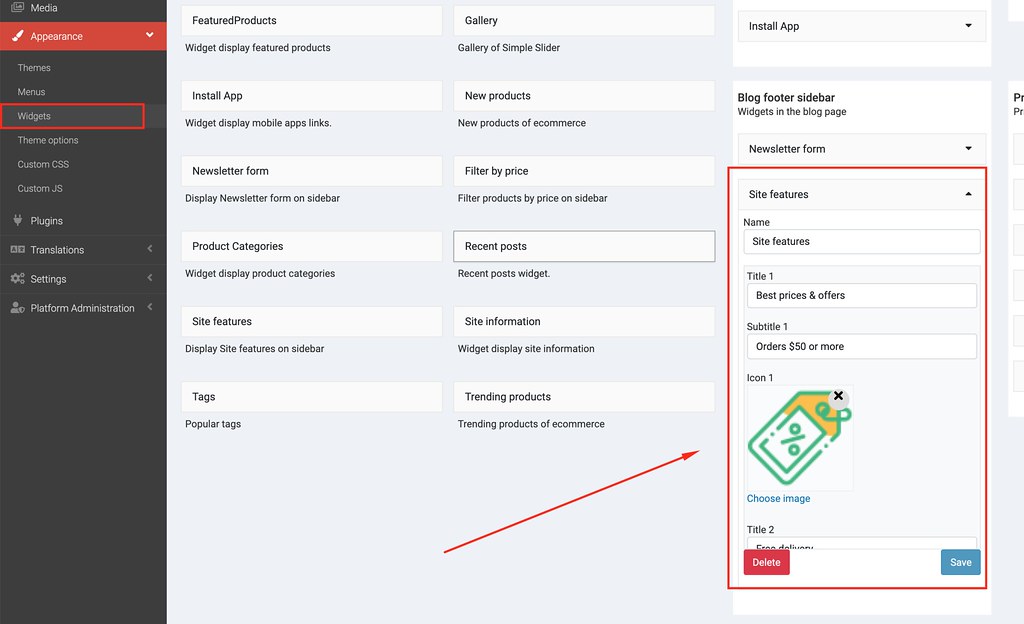 Media
Appearance
Themes
Menus
Widgets
Theme options
Custom CSS
Custom JS
Plugins
Translations
Settings
Platform Administration
FeaturedProducts
Widget display featured products
Gallery
Gallery of Simple Slider
Install App
Widget display mobile apps links.
New products
New products of ecommerce
Newsletter form
Display Newsletter form on sidebar
Filter by price
Filter products by price on sidebar
Product Categories
Widget display product categories
Recent posts
Recent posts widget.
Site features
Display Site features on sidebar
Site information
Widget display site information
Tags
Popular tags
Trending products
Trending products of ecommerce
Install App
Blog footer sidebar
Widgets in the blog page
Newsletter form
Site features
Name
Site features
Title 1
Best prices & offers
Subtitle 1
Orders $50 or more
Icon 1
%
Choose image
Title 2
Free delivery
Delete
Save
Pr
Pr